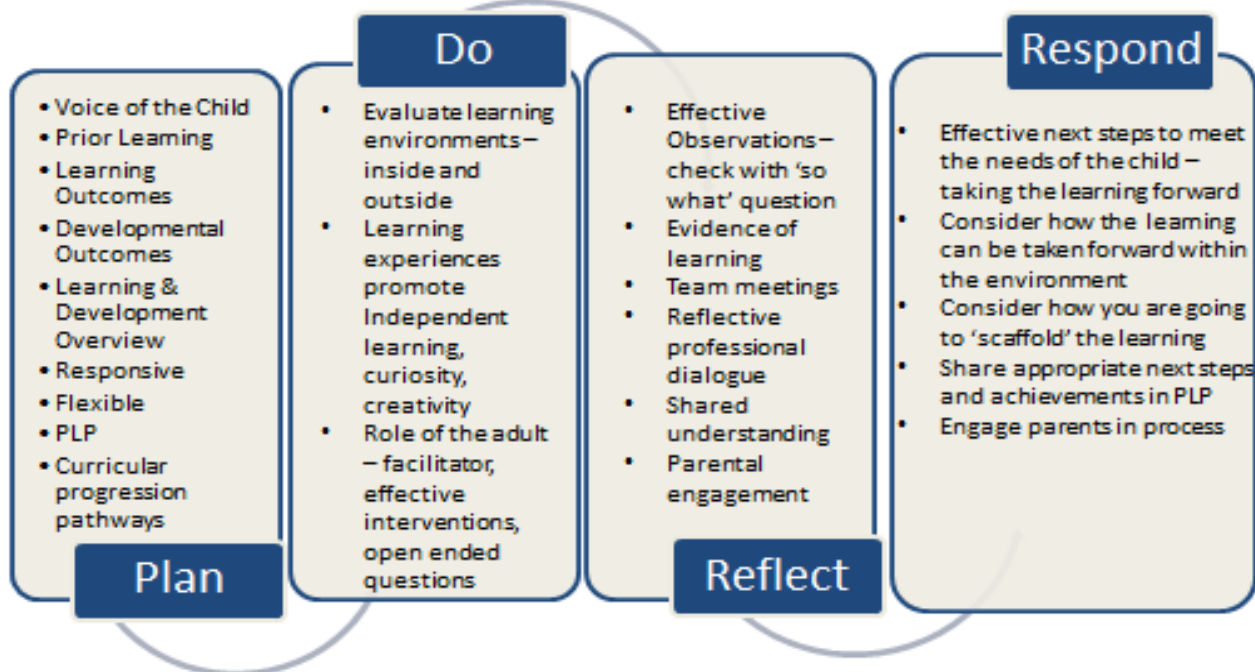 • Voice of the Child
• Prior Learning
• Learning
Outcomes
• Developmental
Outcomes
• Learning &
Development
Overview
• Responsive
• Flexible
• PLP
• Curricular
progression
pathways
Plan
Do
• Evaluate learning
environments –
inside and
outside
• Learning
experiences
promote
Independent
learning,
curiosity,
creativity
• Role of the adult
– facilitator,
effective
interventions,
open ended
questions
• Effective
Observations –
check with ‘so
what’ question
• Evidence of
learning
• Team meetings
• Reflective
professional
dialogue
• Shared
understanding
• Parental
engagement
Reflect
Respond
• Effective next steps to meet
the needs of the child –
taking the learning forward
• Consider how the learning
can be taken forward within
the environment
• Consider how you are going
to ‘scaffold’ the learning
• Share appropriate next steps
and achievements in PLP
• Engage parents in process